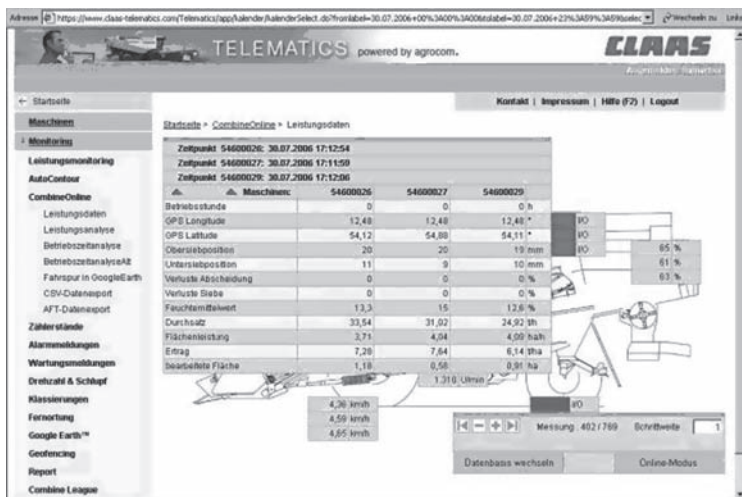 Adresse https://www.claas-telematics.com/Telematics/app/kalender/kalenderSelect.do?fromlabel=30.07.2006+00%3A00%3A00&tolabel=30.07.2006+23%3A59%3A59&selec Wechseln zu Links
TELEMATICS powered by agrocom. CLAAS
← Startseite
Kontakt | Impressum | Hilfe (F2) | Logout
Maschinen
Monitoring
Leistungsmonitoring
AutoContour
CombineOnline
Leistungsdaten
Leistungsanalyse
Betriebszeitanalyse
BetriebszeitanalyseAlt
Fahrspur in GoogleEarth
CSV-Datenexport
AFT-Datenexport
Zählerstände
Alarmmeldungen
Wartungsmeldungen
Drehzahl & Schlupf
Klassierungen
Fernortung
Google Earth™
Geofencing
Report
Combine League
Startseite > CombineOnline > Leistungsdaten
Zeitpunkt 54600026: 30.07.2006 17:12:54
Zeitpunkt 54600027: 30.07.2006 17:11:59
Zeitpunkt 54600029: 30.07.2006 17:12:06
Maschinen: 54600026 54600027 54600029
Betriebsstunde 0 0 0 h
GPS Longitude 12,48 12,48 12,48 °
GPS Latitude 54,12 54,88 54,11 °
Obersiebposition 20 20 19 mm
Untersiebposition 11 9 10 mm
Verluste Abscheidung 0 0 0 %
Verluste Siebe 0 0 0 %
Feuchtemittelwert 13,3 15 12,6 %
Durchsatz 33,54 31,02 24,92 t/h
Flächenleistung 3,71 4,04 4,09 ha/h
Ertrag 7,28 7,64 6,14 t/ha
bearbeitete Fläche 1,18 0,58 0,91 ha
I/O
I/O
I/O
65 %
61 %
63 %
1.316 U/min
I/O
4,36 km/h
4,59 km/h
4,65 km/h
Messung 402 / 769 Schrittweite 1
Datenbasis wechseln Online-Modus